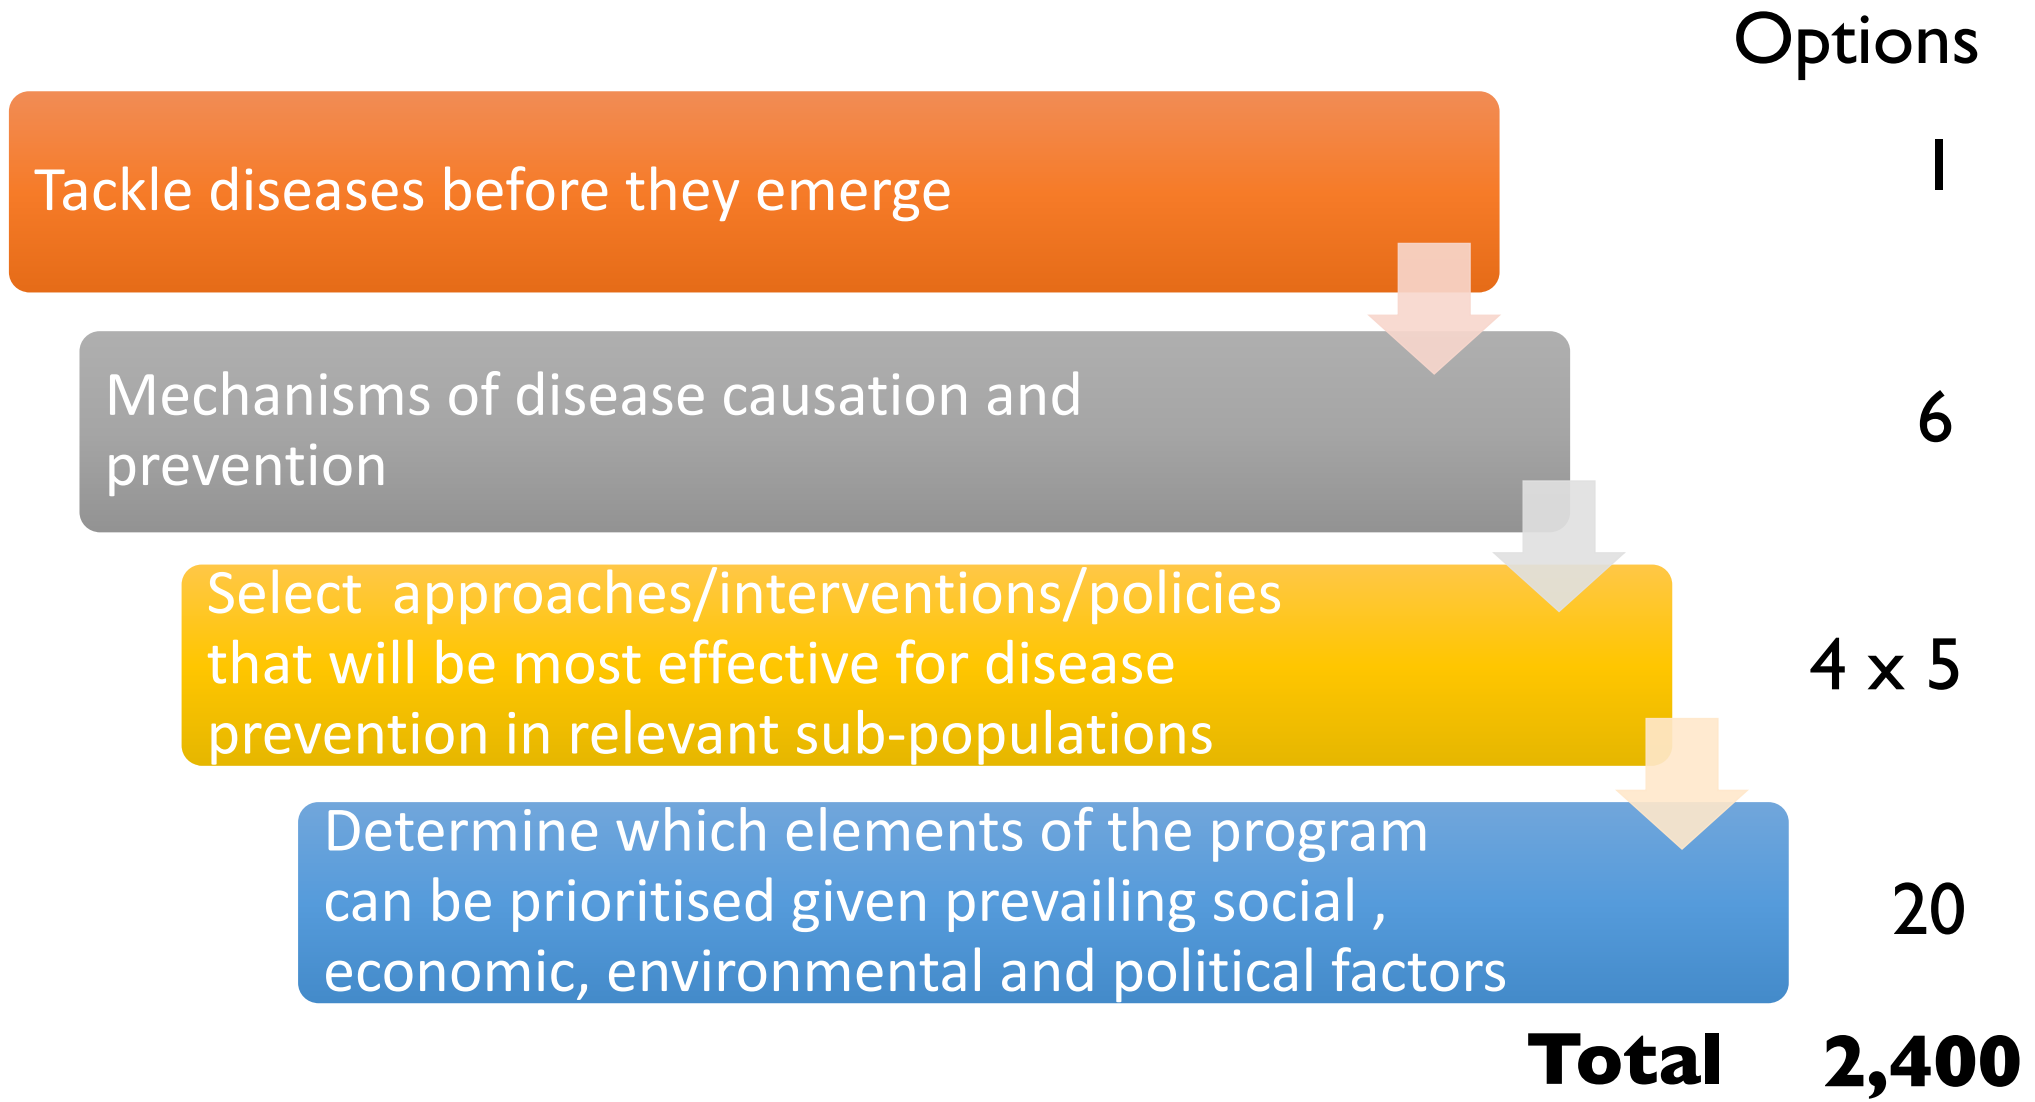 Options
Tackle diseases before they emerge
1
Mechanisms of disease causation and
prevention
6
Select  approaches/interventions/policies
that will be most effective for disease
prevention in relevant sub-populations
4 x 5
Determine which elements of the program
can be prioritised given prevailing social ,
economic, environmental and political factors
20
Total 2,400